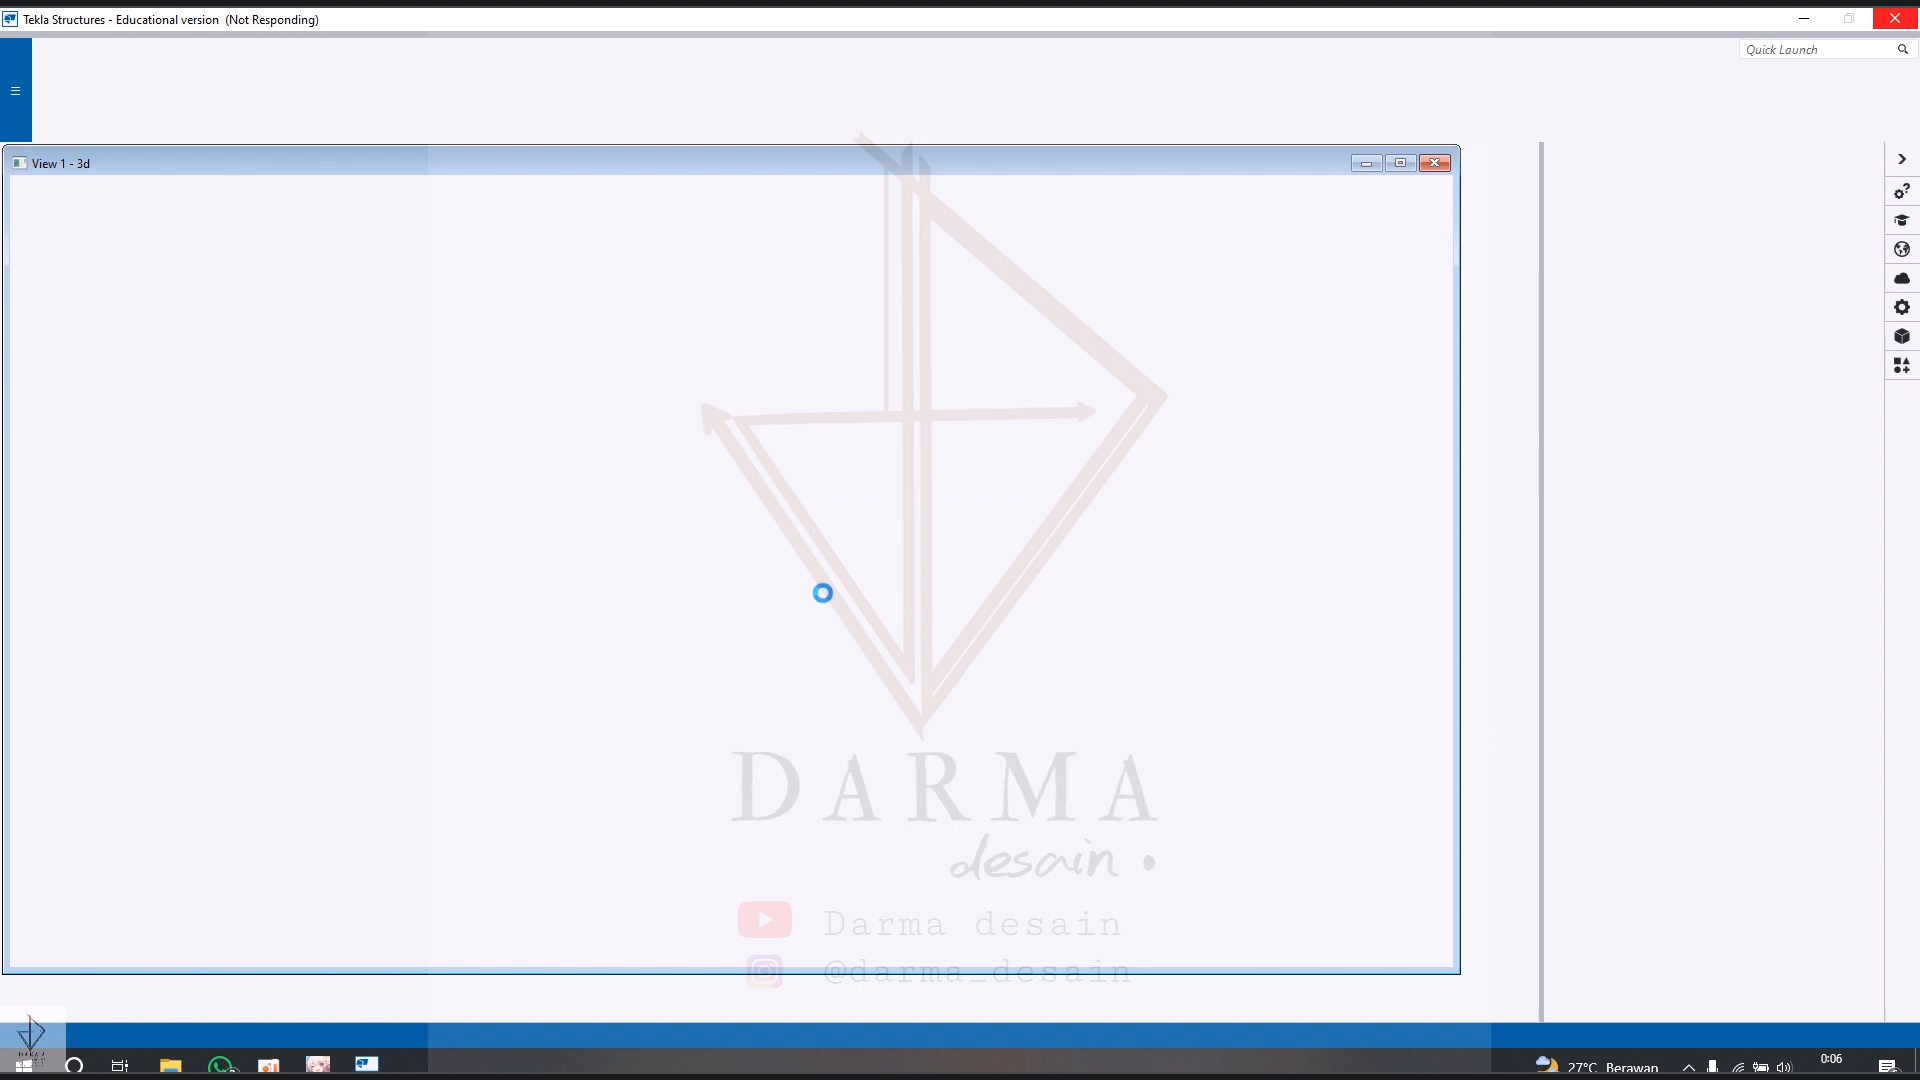 Tekla Structures - Educational version (Not Responding)
Quick Launch
View 1 - 3d
DARMA
desain
Darma desain
@darma_desain
DARMA
27°C Berawan
0:06